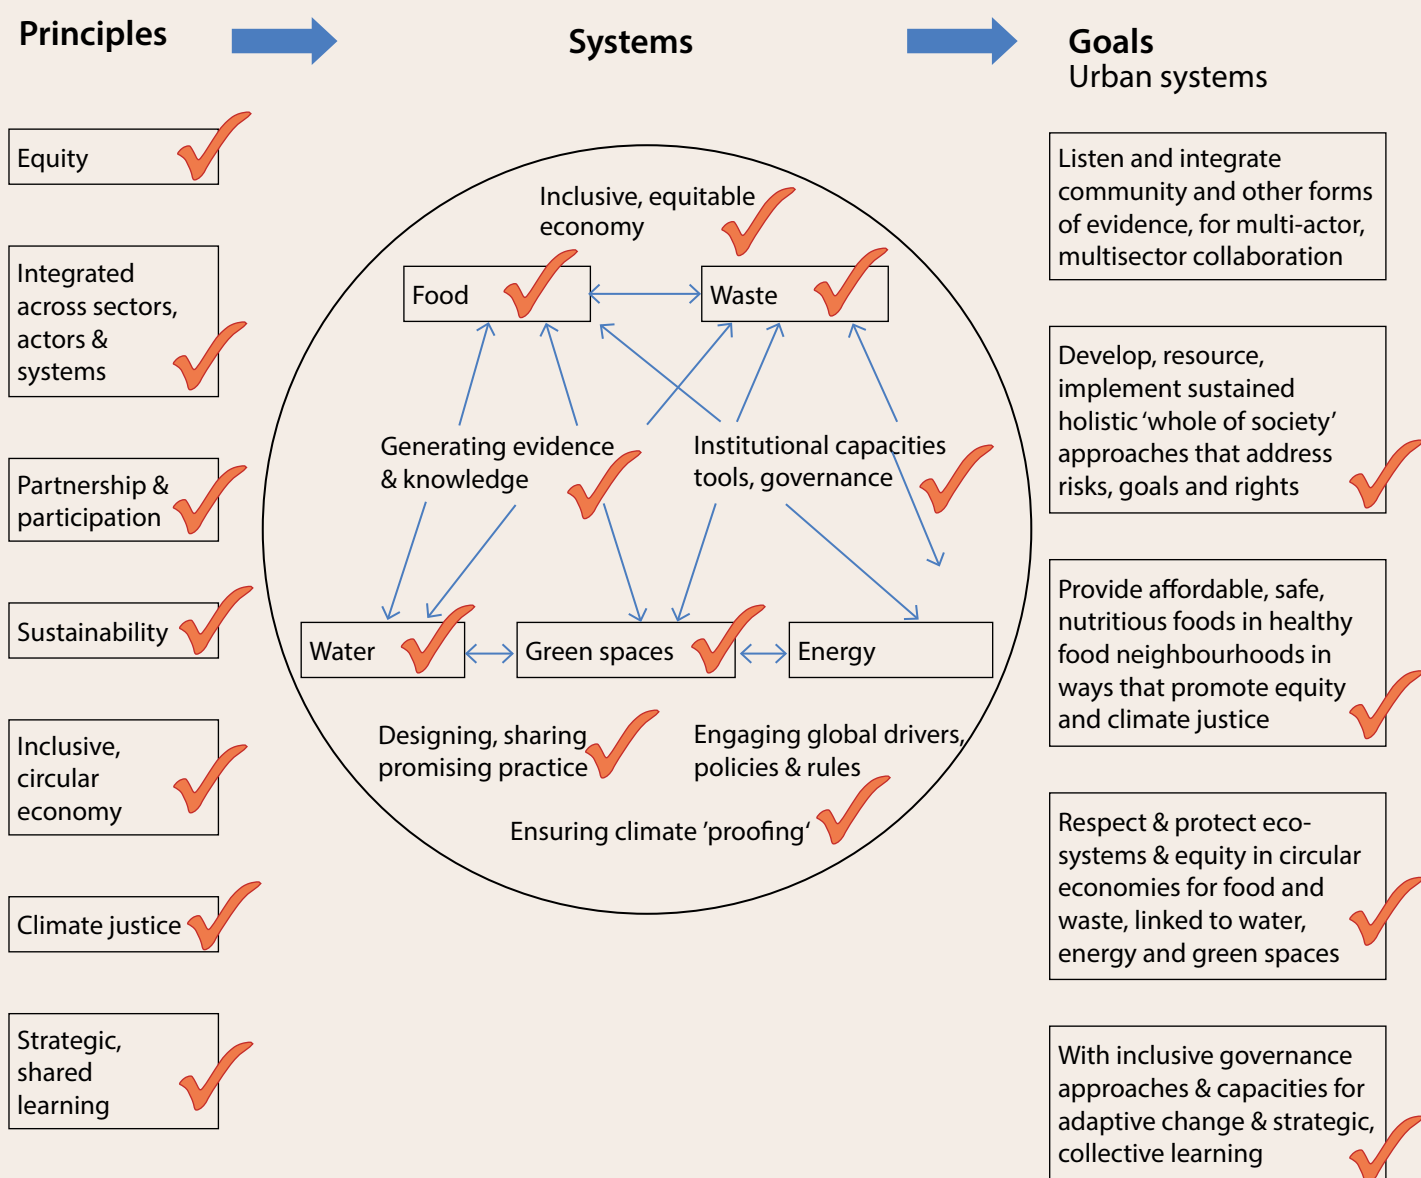 Principles
Systems
Goals
Urban systems
Equity
Integrated
across sectors,
actors &
systems
Partnership &
participation
Sustainability
Inclusive,
circular
economy
Climate justice
Strategic,
shared
learning
Inclusive, equitable
economy
Food
Waste
Generating evidence
& knowledge
Institutional capacities
tools, governance
Water
Green spaces
Energy
Designing, sharing
promising practice
Engaging global drivers,
policies & rules
Ensuring climate 'proofing‘
Listen and integrate
community and other forms
of evidence, for multi-actor,
multisector collaboration
Develop, resource,
implement sustained
holistic ‘whole of society’
approaches that address
risks, goals and rights
Provide affordable, safe,
nutritious foods in healthy
food neighbourhoods in
ways that promote equity
and climate justice
Respect & protect eco-
systems & equity in circular
economies for food and
waste, linked to water,
energy and green spaces
With inclusive governance
approaches & capacities for
adaptive change & strategic,
collective learning